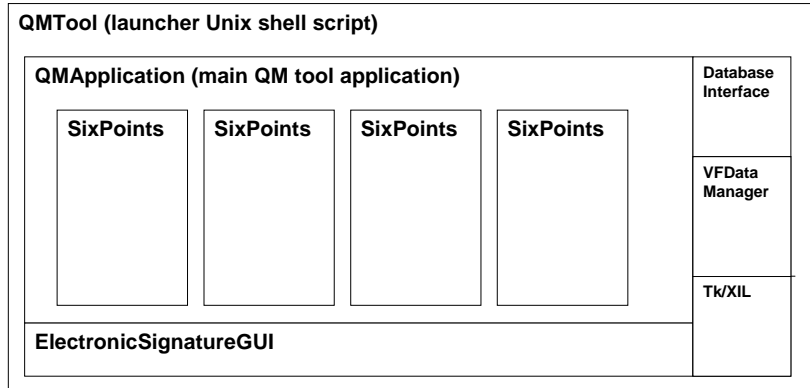 QMTool (launcher Unix shell script)
QMApplication (main QM tool application)
Database
Interface
SixPoints
SixPoints
SixPoints
SixPoints
VFData
Manager
Tk/XIL
ElectronicSignatureGUI